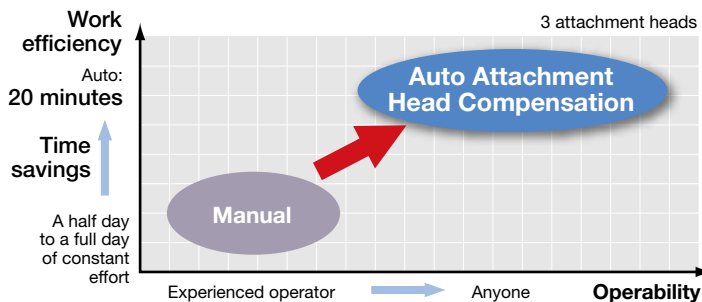 Work
efficiency
3 attachment heads
Auto:
20 minutes
Auto Attachment
Head Compensation
Time
savings
Manual
A half day
to a full day
of constant
effort
Experienced operator
Anyone
Operability